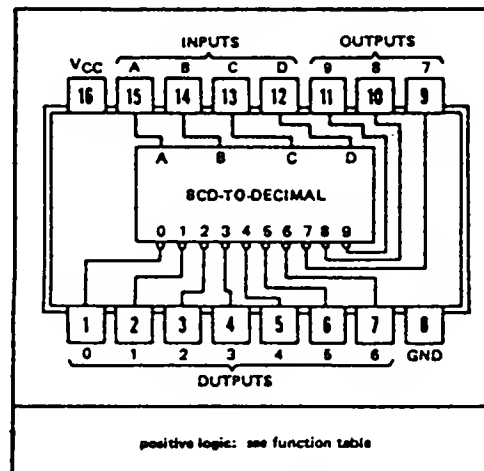 INPUTS OUTPUTS
VCC A B C D 9 8 7
16 15 14 13 12 11 10 9
A B C D
BCD-TO-DECIMAL
0 1 2 3 4 5 6 7 8 9
1 2 3 4 5 6 7 8
0 1 2 3 4 5 6 GND
OUTPUTS
positive logic: see function table